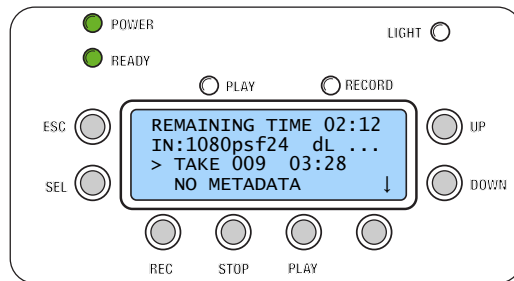 POWER
LIGHT
READY
PLAY
RECORD
ESC
REMAINING TIME 02:12
UP
IN:1080psf24 dL ...
> TAKE 009 03:28
SEL
NO METADATA ↓
DOWN
REC
STOP
PLAY